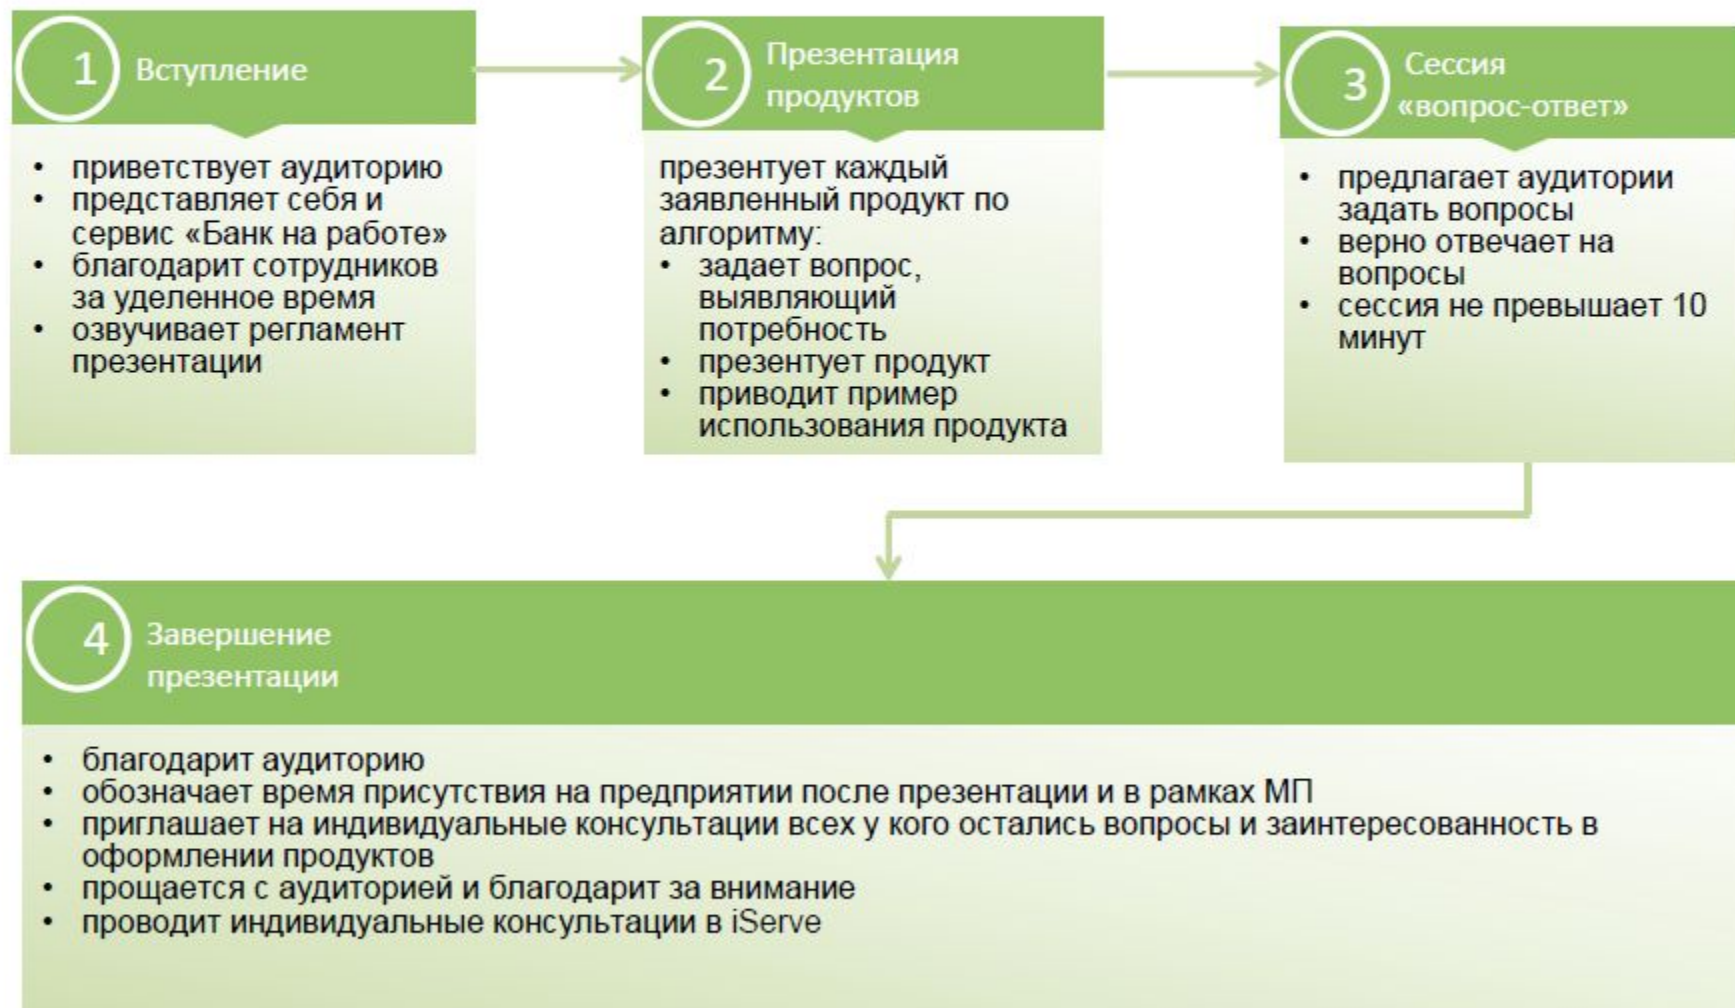 1 Вступление
• приветствует аудиторию
• представляет себя и
сервис «Банк на работе»
• благодарит сотрудников
за уделенное время
• озвучивает регламент
презентации
2 Презентация
продуктов
презентует каждый
заявленный продукт по
алгоритму:
• задает вопрос,
выявляющий
потребность
• презентует продукт
• приводит пример
использования продукта
3 Сессия
«вопрос-ответ»
• предлагает аудитории
задать вопросы
• верно отвечает на
вопросы
• сессия не превышает 10
минут
4 Завершение
презентации
• благодарит аудиторию
• обозначает время присутствия на предприятии после презентации и в рамках МП
• приглашает на индивидуальные консультации всех у кого остались вопросы и заинтересованность в
оформлении продуктов
• прощается с аудиторией и благодарит за внимание
• проводит индивидуальные консультации в iServe